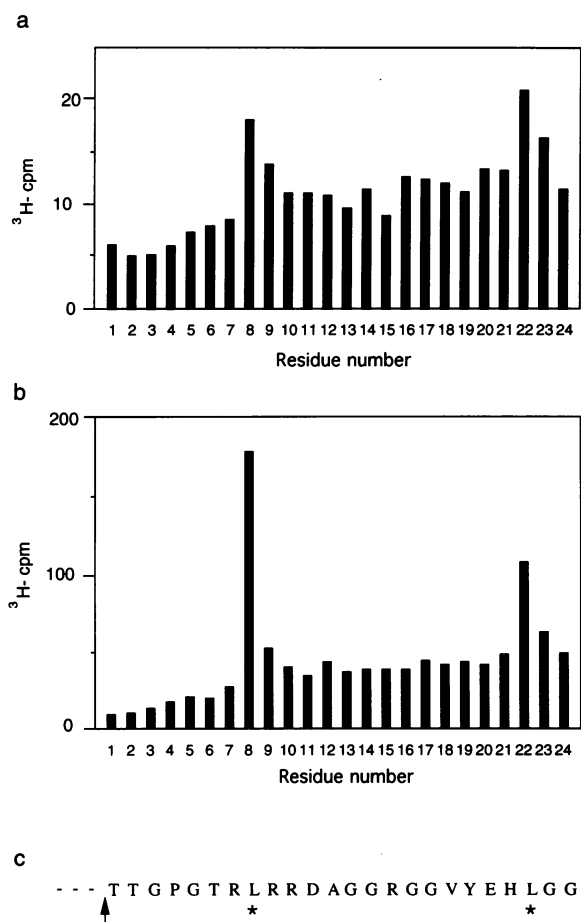 a
20
10
0
³H- cpm
1 2 3 4 5 6 7 8 9 10 11 12 13 14 15 16 17 18 19 20 21 22 23 24
Residue number
b
200
100
0
³H- cpm
1 2 3 4 5 6 7 8 9 10 11 12 13 14 15 16 17 18 19 20 21 22 23 24
Residue number
c
- - - T T G P G T R L R R D A G G R G G V Y E H L G G
* *